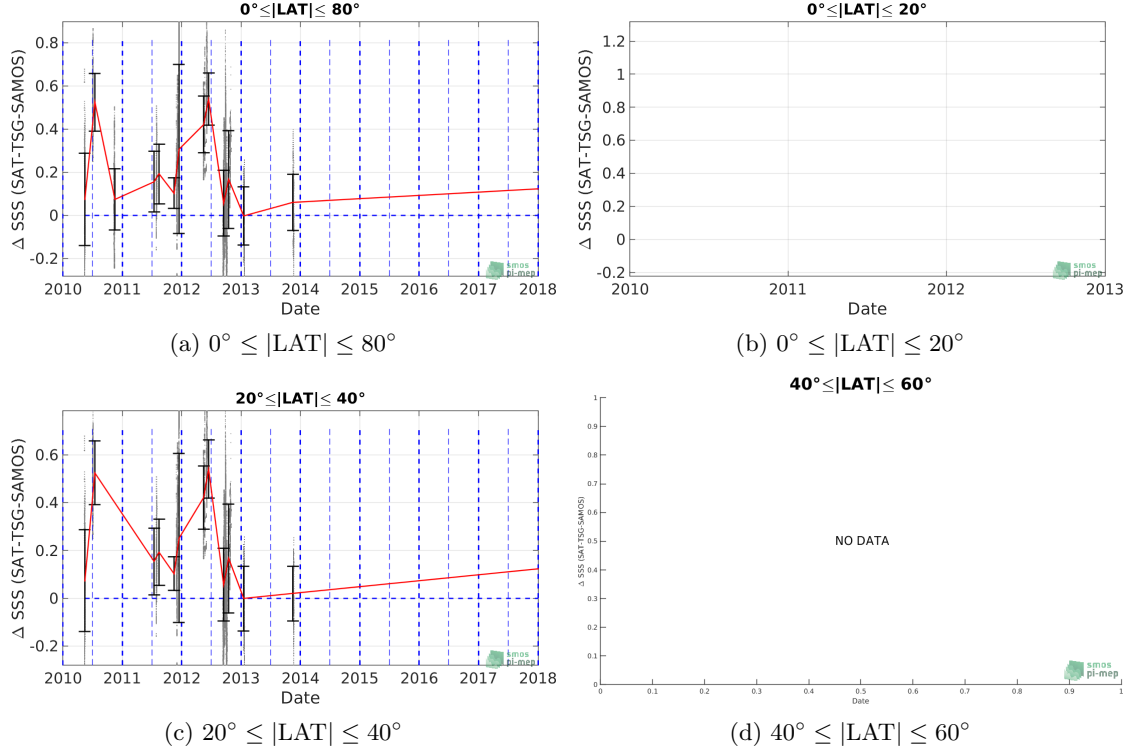 0°≤|LAT|≤ 80°
Δ SSS (SAT-TSG-SAMOS)
0.8
0.6
0.4
0.2
0
-0.2
2010 2011 2012 2013 2014 2015 2016 2017 2018
Date
smos
pi-mep
(a) 0° ≤ |LAT| ≤ 80°
0°≤|LAT|≤ 20°
Δ SSS (SAT-TSG-SAMOS)
1.2
1
0.8
0.6
0.4
0.2
0
-0.2
2010 2011 2012 2013
Date
smos
pi-mep
(b) 0° ≤ |LAT| ≤ 20°
20°≤|LAT|≤ 40°
Δ SSS (SAT-TSG-SAMOS)
0.6
0.4
0.2
0
-0.2
2010 2011 2012 2013 2014 2015 2016 2017 2018
Date
smos
pi-mep
(c) 20° ≤ |LAT| ≤ 40°
40°≤|LAT|≤ 60°
Δ SSS (SAT-TSG-SAMOS)
1
0.9
0.8
0.7
0.6
0.5
0.4
0.3
0.2
0.1
0
NO DATA
0 0.1 0.2 0.3 0.4 0.5 0.6 0.7 0.8 0.9 1
Date
smos
pi-mep
(d) 40° ≤ |LAT| ≤ 60°